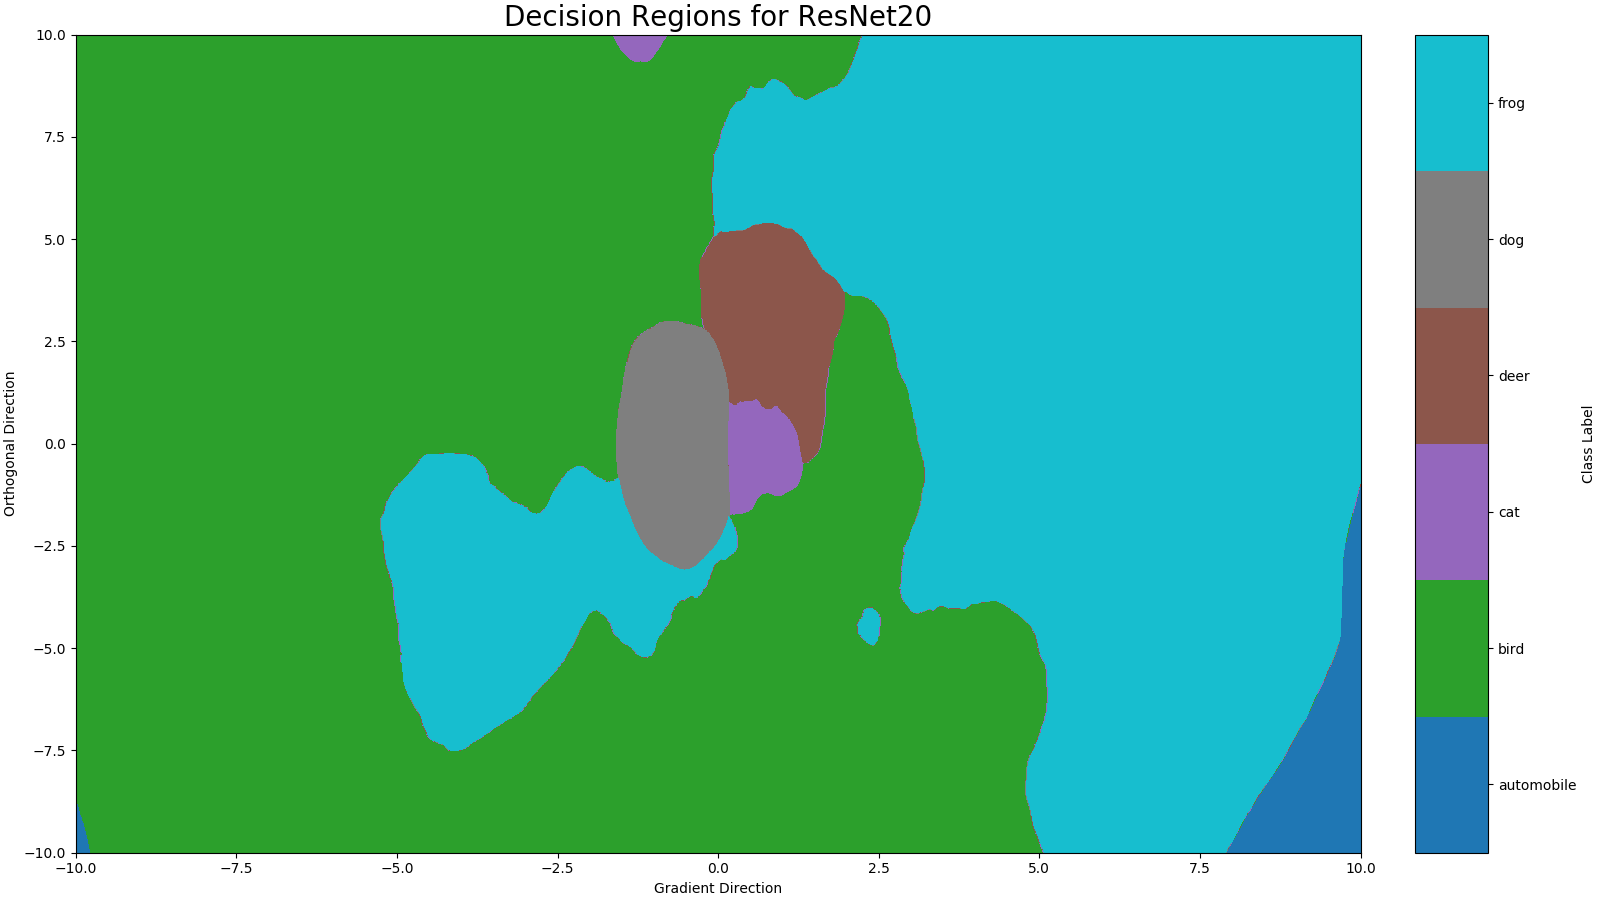 Decision Regions for ResNet20
10.0
7.5
5.0
2.5
0.0
−2.5
−5.0
−7.5
−10.0
Orthogonal Direction
−10.0 −7.5 −5.0 −2.5 0.0 2.5 5.0 7.5 10.0
Gradient Direction
frog
dog
deer
cat
bird
automobile
Class Label